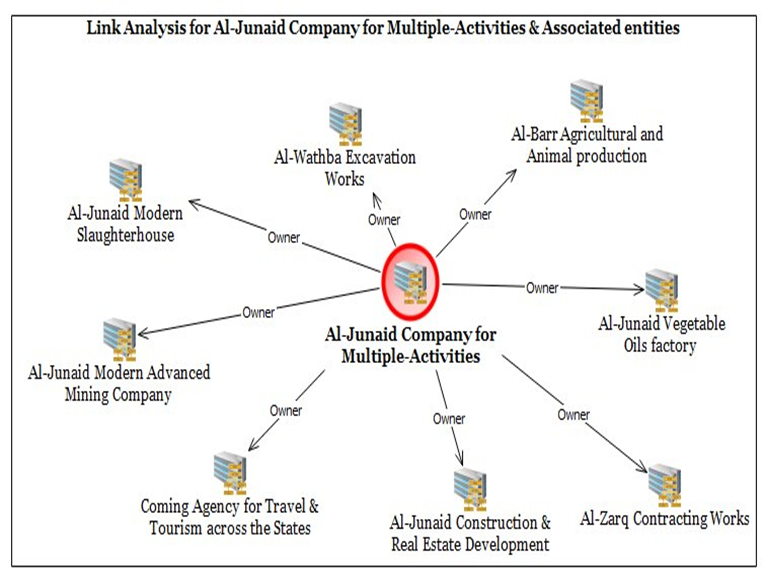 Link Analysis for Al-Junaid Company for Multiple-Activities & Associated entities
Al-Wathba Excavation
Works
Al-Barr Agricultural and
Animal production
Al-Junaid Modern
Slaughterhouse
Owner
Owner
Owner
Owner
Al-Junaid Vegetable
Oils factory
Owner
Al-Junaid Company for
Multiple-Activities
Al-Junaid Modern Advanced
Mining Company
Owner
Owner
Owner
Coming Agency for Travel &
Tourism across the States
Al-Junaid Construction &
Real Estate Development
Al-Zarq Contracting Works